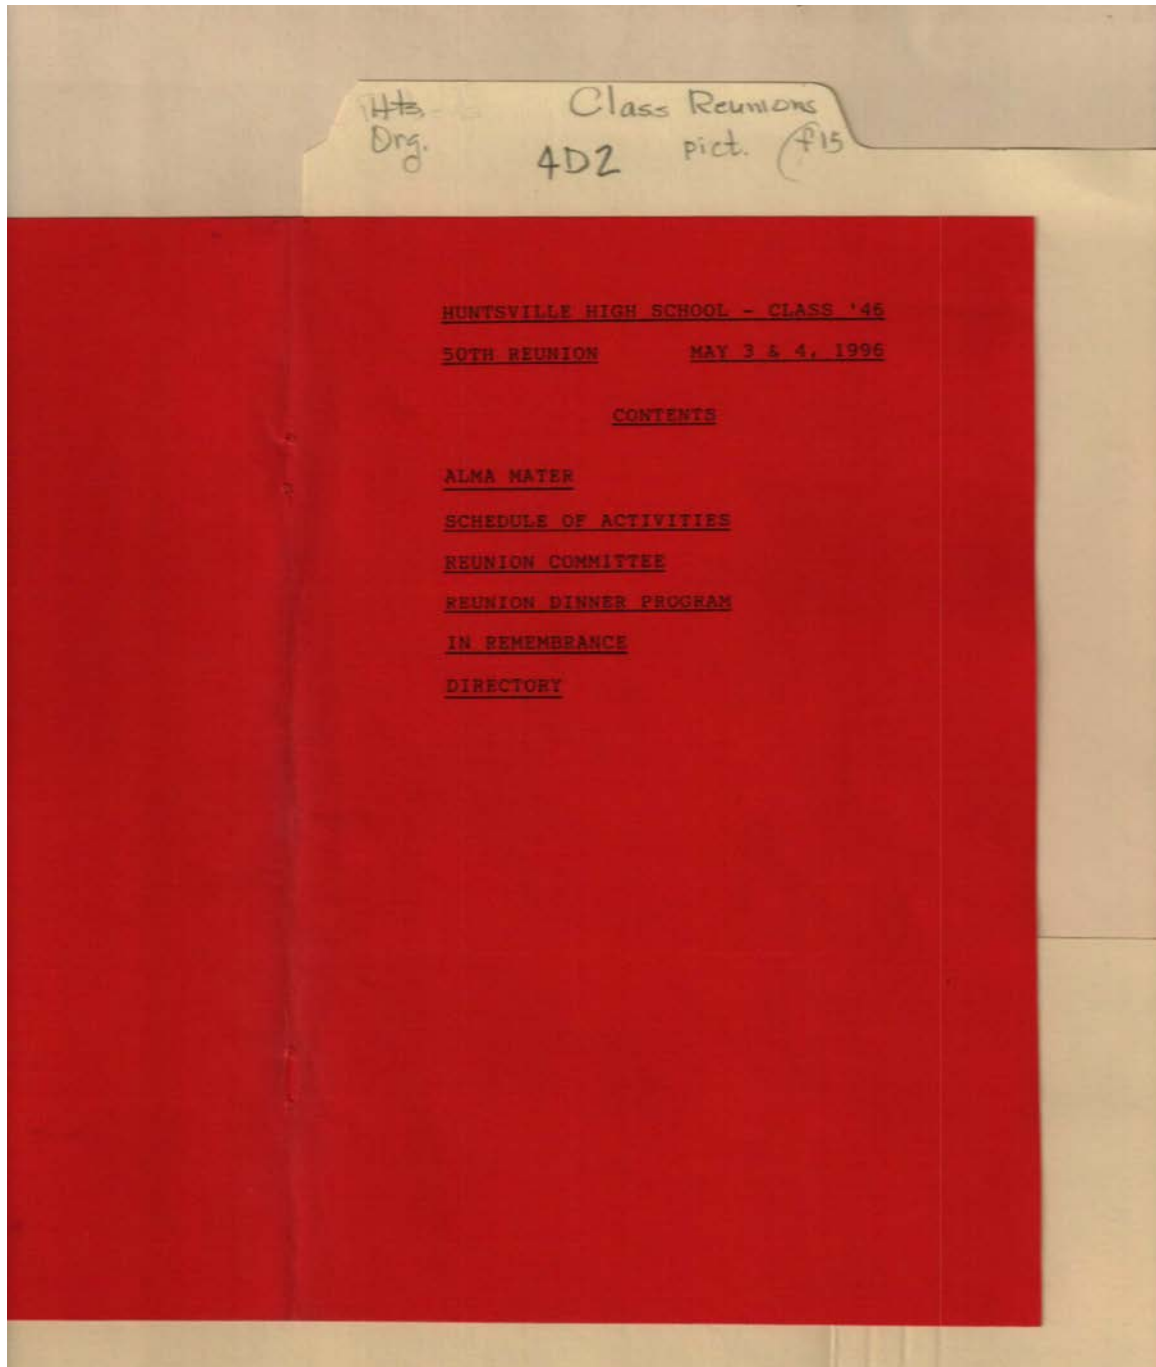 Hts. Class Reunions
Org. 4D2 pict. (f15
HUNTSVILLE HIGH SCHOOL - CLASS '46
50TH REUNION MAY 3 & 4, 1996
CONTENTS
ALMA MATER
SCHEDULE OF ACTIVITIES
REUNION COMMITTEE
REUNION DINNER PROGRAM
IN REMEMBRANCE
DIRECTORY